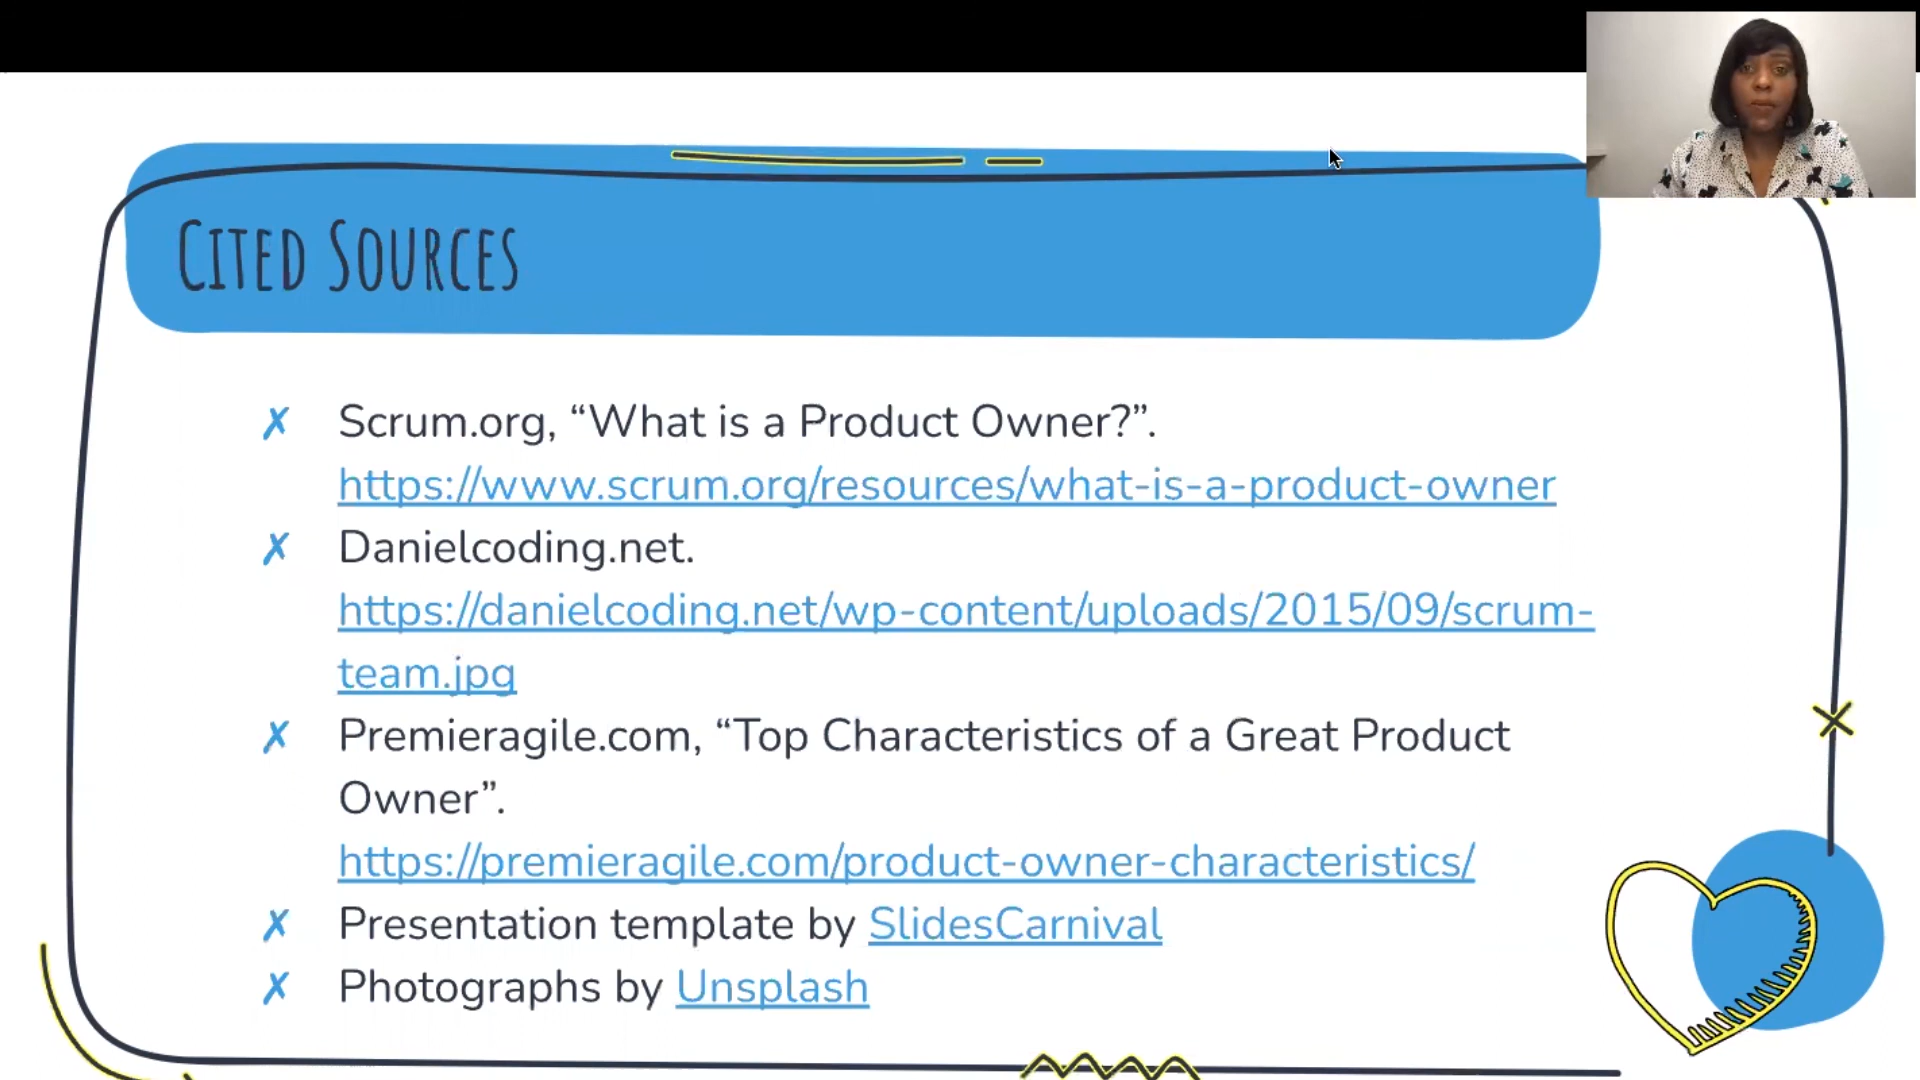 Cited Sources
✗ Scrum.org, “What is a Product Owner?”.
https://www.scrum.org/resources/what-is-a-product-owner
✗ Danielcoding.net.
https://danielcoding.net/wp-content/uploads/2015/09/scrum-
team.jpg
✗ Premieragile.com, “Top Characteristics of a Great Product
Owner”.
https://premieragile.com/product-owner-characteristics/
✗ Presentation template by SlidesCarnival
✗ Photographs by Unsplash